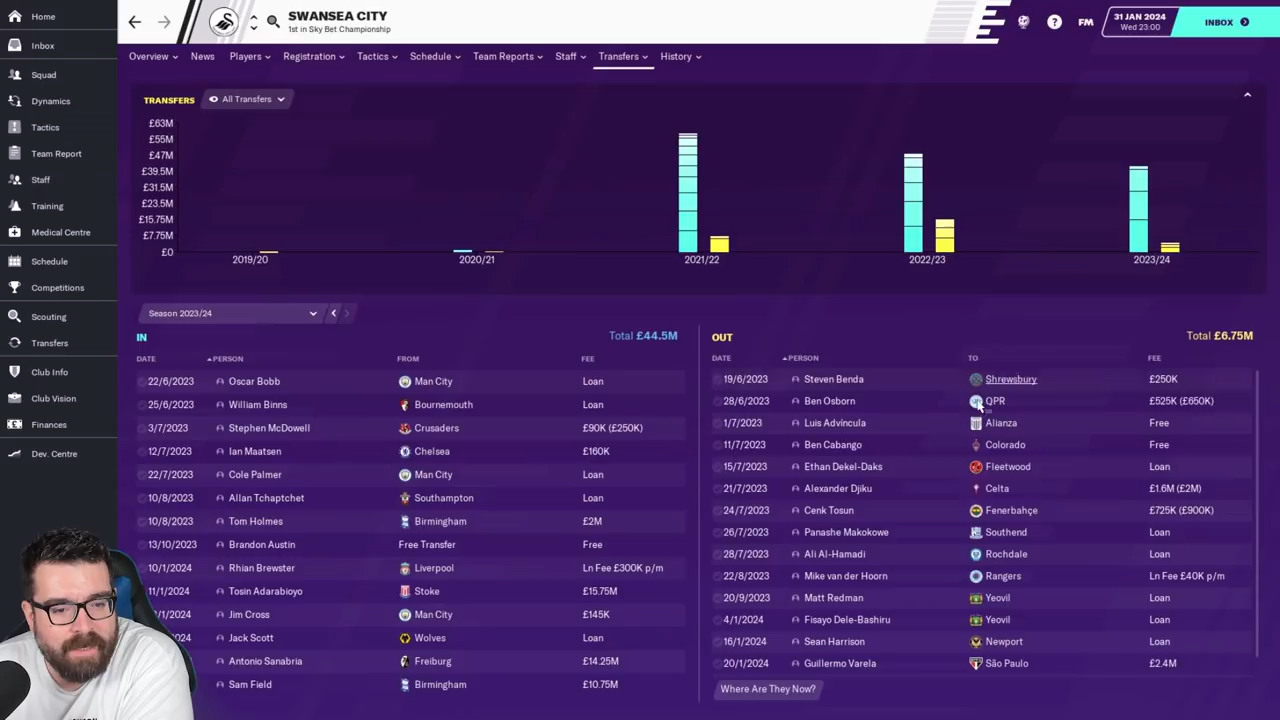 Home
Inbox
Squad
Dynamics
Tactics
Team Report
Staff
Training
Medical Centre
Schedule
Competitions
Scouting
Transfers
Club Info
Club Vision
Finances
Dev. Centre
SWANSEA CITY
1st in Sky Bet Championship
FM
31 JAN 2024
Wed 23:00
INBOX
Overview News Players Registration Tactics Schedule Team Reports Staff Transfers History
TRANSFERS All Transfers
£63M
£55M
£47M
£39.5M
£31.5M
£23.5M
£15.75M
£7.75M
£0
2019/20 2020/21 2021/22 2022/23 2023/24
Season 2023/24
IN Total £44.5M
DATE PERSON FROM FEE
22/6/2023 Oscar Bobb Man City Loan
25/6/2023 William Binns Bournemouth Loan
3/7/2023 Stephen McDowell Crusaders £90K (£250K)
12/7/2023 Ian Maatsen Chelsea £160K
22/7/2023 Cole Palmer Man City Loan
10/8/2023 Allan Tchaptchet Southampton Loan
10/8/2023 Tom Holmes Birmingham £2M
13/10/2023 Brandon Austin Free Transfer Free
10/1/2024 Rhian Brewster Liverpool Ln Fee £300K p/m
11/1/2024 Tosin Adarabioyo Stoke £15.75M
/1/2024 Jim Cross Man City £145K
2024 Jack Scott Wolves Loan
Antonio Sanabria Freiburg £14.25M
Sam Field Birmingham £10.75M
OUT Total £6.75M
DATE PERSON TO FEE
19/6/2023 Steven Benda Shrewsbury £250K
28/6/2023 Ben Osborn QPR £525K (£650K)
1/7/2023 Luis Advíncula Alianza Free
11/7/2023 Ben Cabango Colorado Free
15/7/2023 Ethan Dekel-Daks Fleetwood Loan
21/7/2023 Alexander Djiku Celta £1.6M (£2M)
24/7/2023 Cenk Tosun Fenerbahçe £725K (£900K)
26/7/2023 Panashe Makokowe Southend Loan
28/7/2023 Ali Al-Hamadi Rochdale Loan
22/8/2023 Mike van der Hoorn Rangers Ln Fee £40K p/m
20/9/2023 Matt Redman Yeovil Loan
4/1/2024 Fisayo Dele-Bashiru Yeovil Loan
16/1/2024 Sean Harrison Newport Loan
20/1/2024 Guillermo Varela São Paulo £2.4M
Where Are They Now?